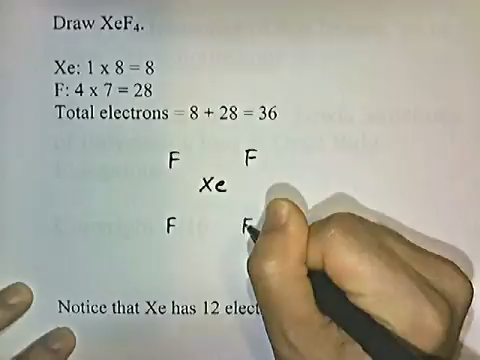 Draw XeF₄.
Xe: 1 x 8 = 8
F: 4 x 7 = 28
Total electrons = 8 + 28 = 36
F F
Xe
F F
Notice that Xe has 12